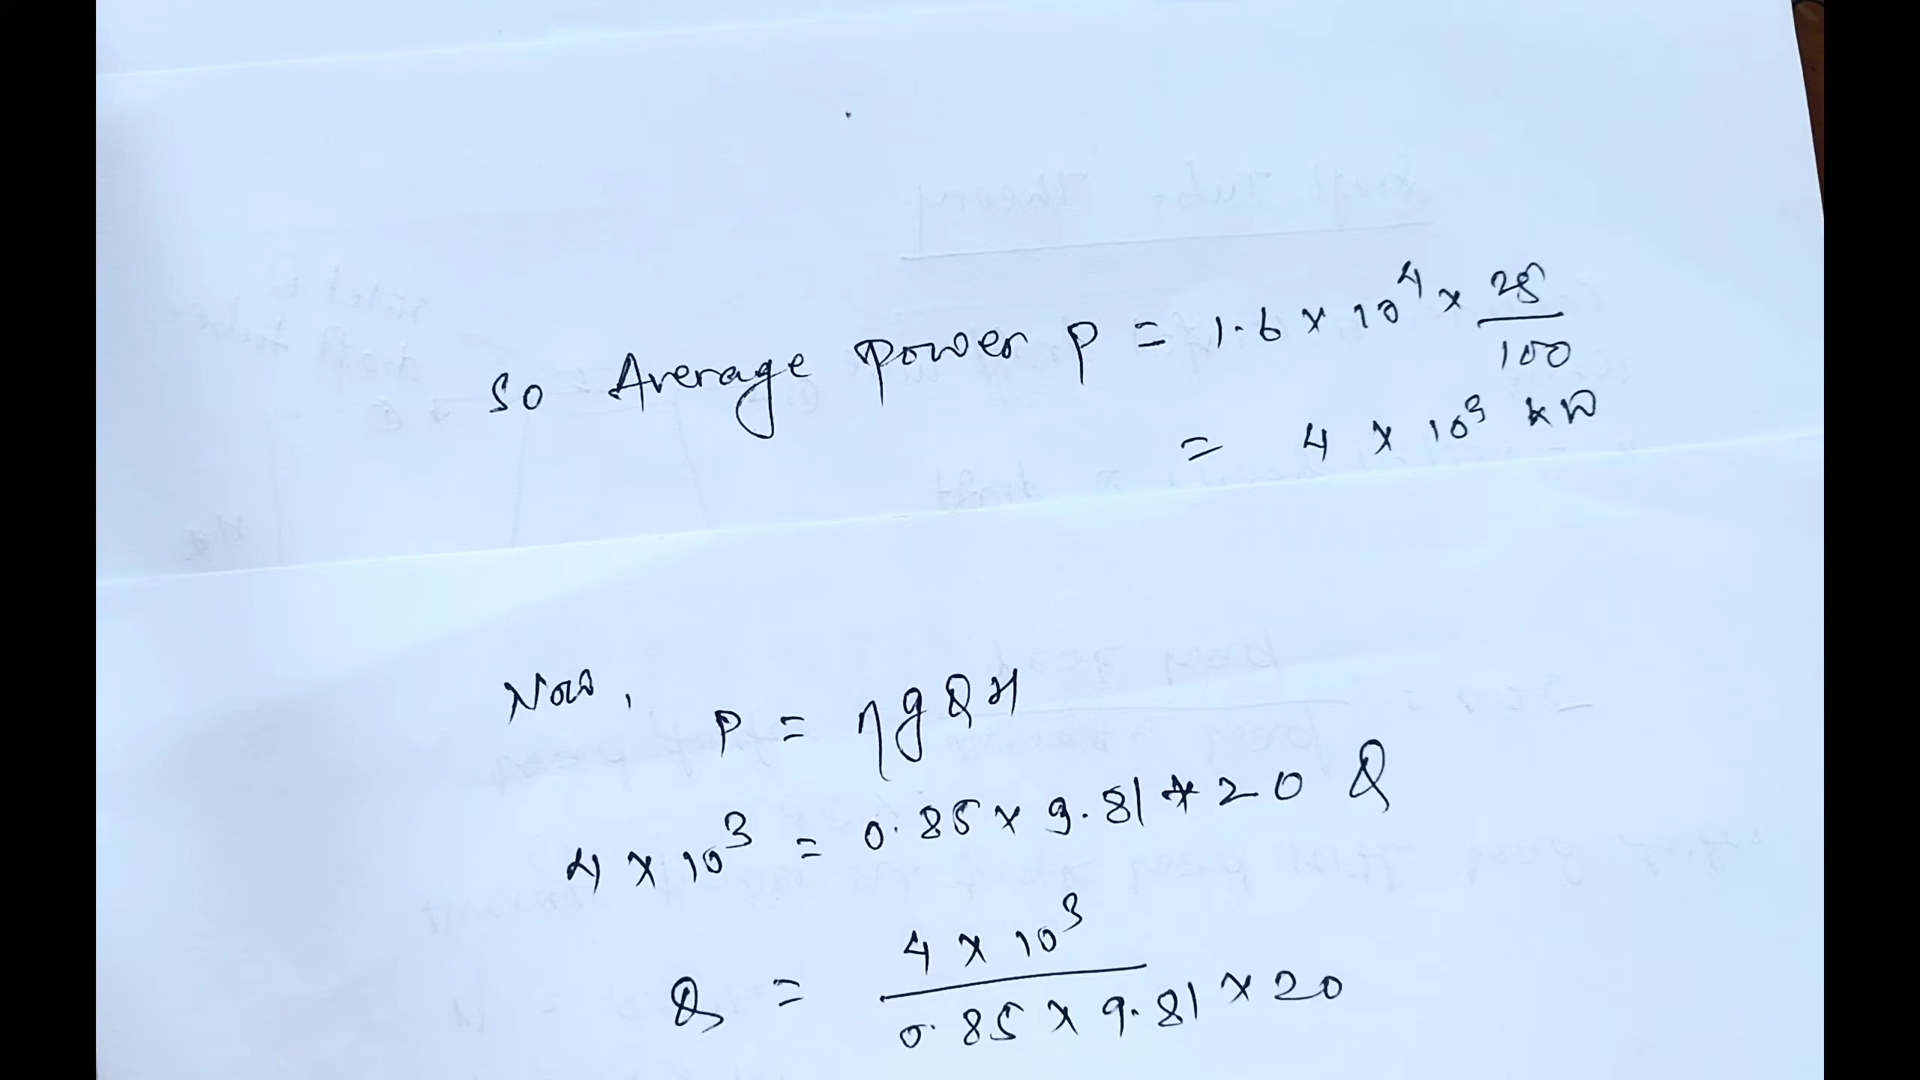 so Average power P = 1.6 × 10^4 × 25/100
= 4 × 10^3 kW
Now, P = ηgQH
4 × 10^3 = 0.85 × 9.81 × 20 Q
Q = 4 × 10^3 / 0.85 × 9.81 × 20